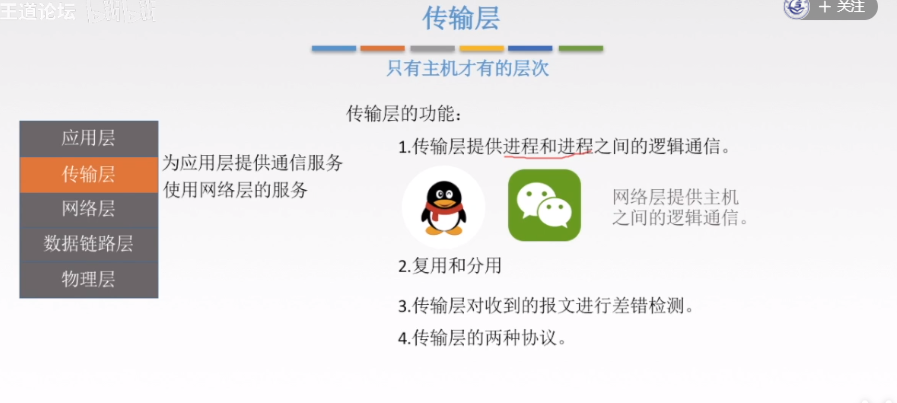 王道论坛
+ 关注
传输层
只有主机才有的层次
传输层的功能：
应用层
传输层
网络层
数据链路层
物理层
为应用层提供通信服务
使用网络层的服务
1.传输层提供进程和进程之间的逻辑通信。
网络层提供主机
之间的逻辑通信。
2.复用和分用
3.传输层对收到的报文进行差错检测。
4.传输层的两种协议。